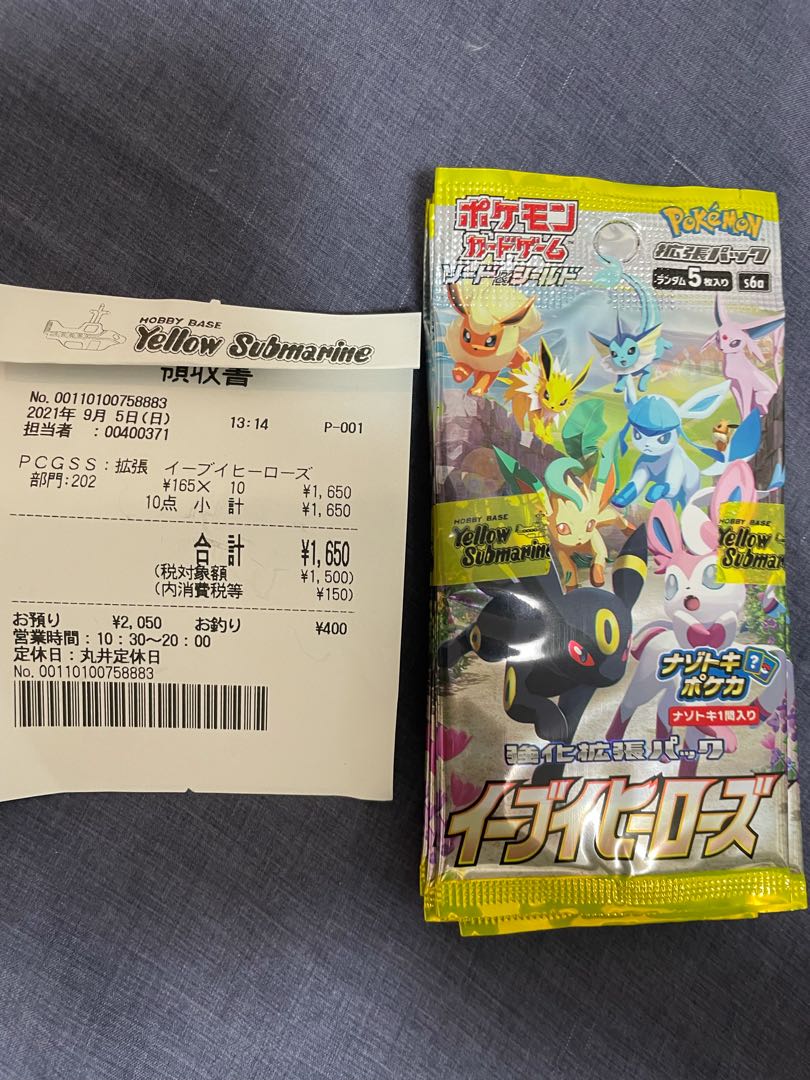 HOBBY BASE
Yellow Submarine
領収書
No. 00110100758883
2021年 9月 5日(日) 13:14 P-001
担当者 :00400371
PCGSS:拡張 イーブイヒーローズ
部門:202 ¥165× 10 ¥1,650
10点 小 計 ¥1,650
合計 ¥1,650
(税対象額 ¥1,500)
(内消費税等 ¥150)
お預り ¥2,050 お釣り ¥400
営業時間:10:30~20:00
定休日:丸井定休日
No. 00110100758883
ポケモン
カードゲーム
ソード&シールド
POKéMON
拡張パック
ランダム5枚入り s6a
HOBBY BASE
Yellow
Submarine
HOBBY BASE
Yellow
Submar
ナゾトキ
ポケカ
ナゾトキ1問入り
強化拡張パック
イーブイヒーローズ